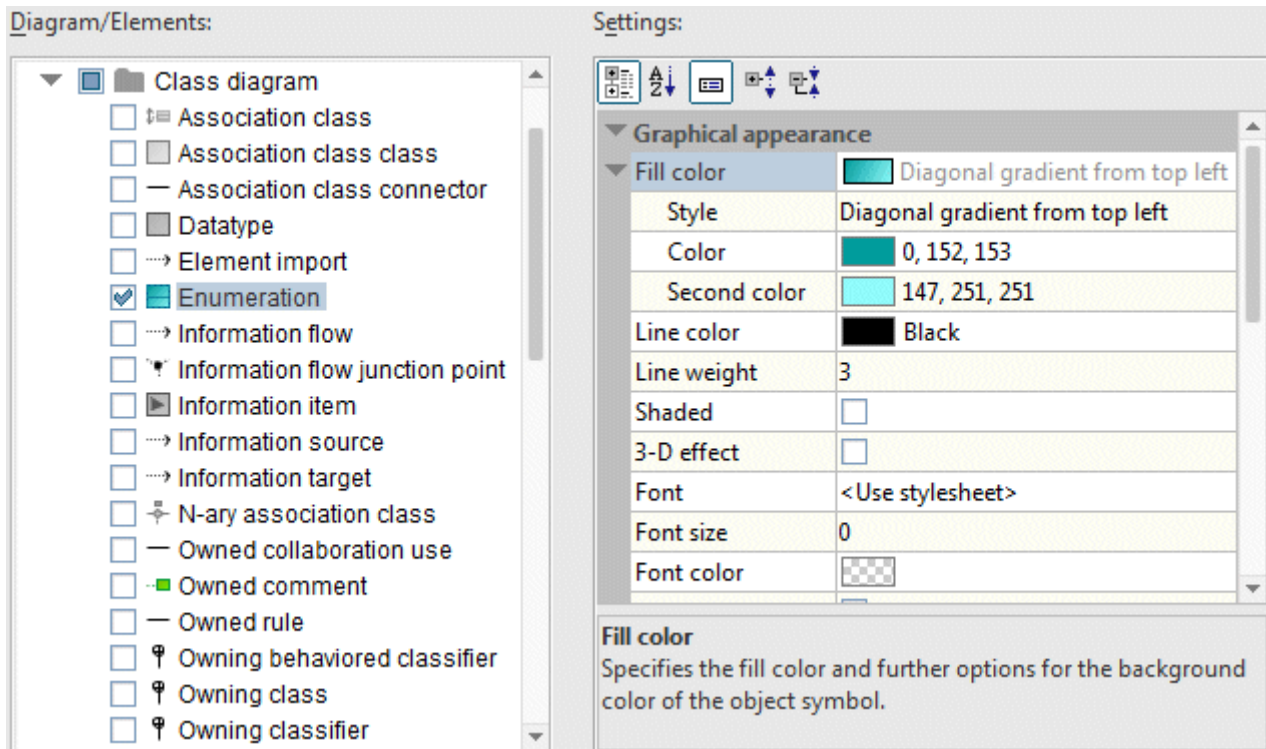 Diagram/Elements:
Class diagram
Association class
Association class class
Association class connector
Datatype
Element import
Enumeration
Information flow
Information flow junction point
Information item
Information source
Information target
N-ary association class
Owned collaboration use
Owned comment
Owned rule
Owning behaviored classifier
Owning class
Owning classifier
Settings:
A
Z
Graphical appearance
Fill color Diagonal gradient from top left
Style Diagonal gradient from top left
Color 0, 152, 153
Second color 147, 251, 251
Line color Black
Line weight 3
Shaded
3-D effect
Font <Use stylesheet>
Font size 0
Font color
Fill color
Specifies the fill color and further options for the background
color of the object symbol.